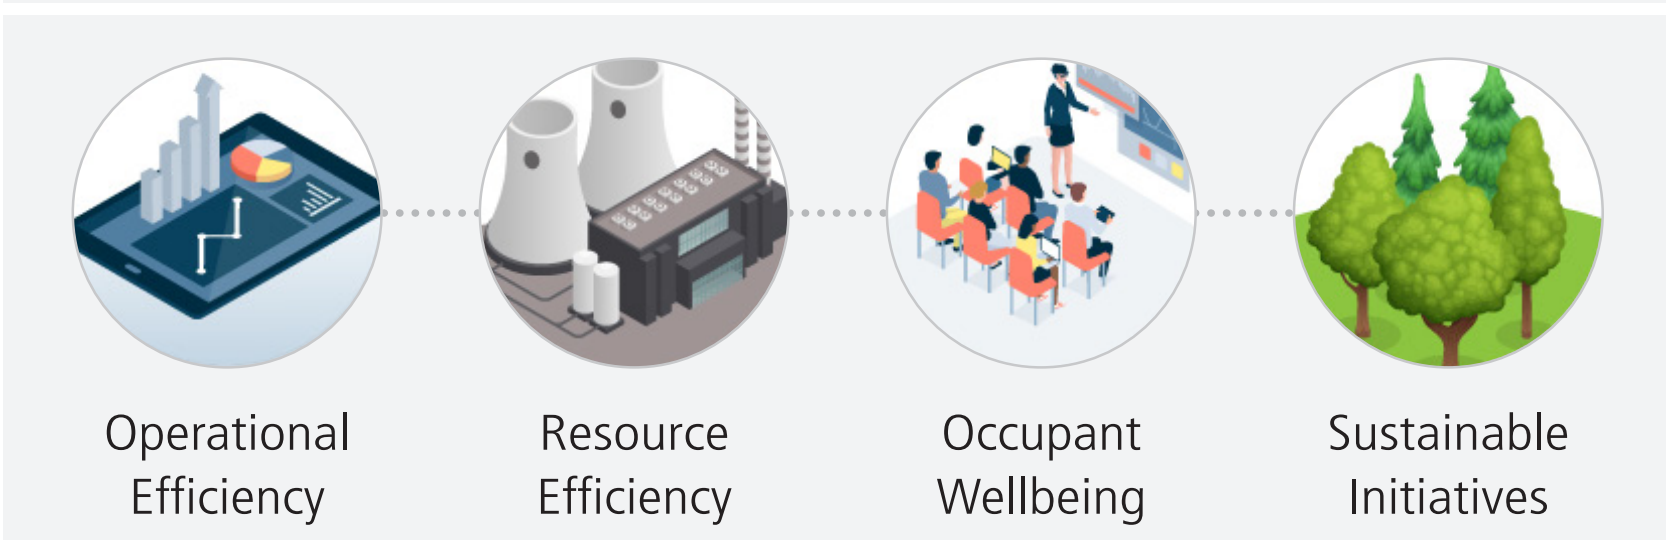 Operational
Efficiency
Resource
Efficiency
Occupant
Wellbeing
Sustainable
Initiatives